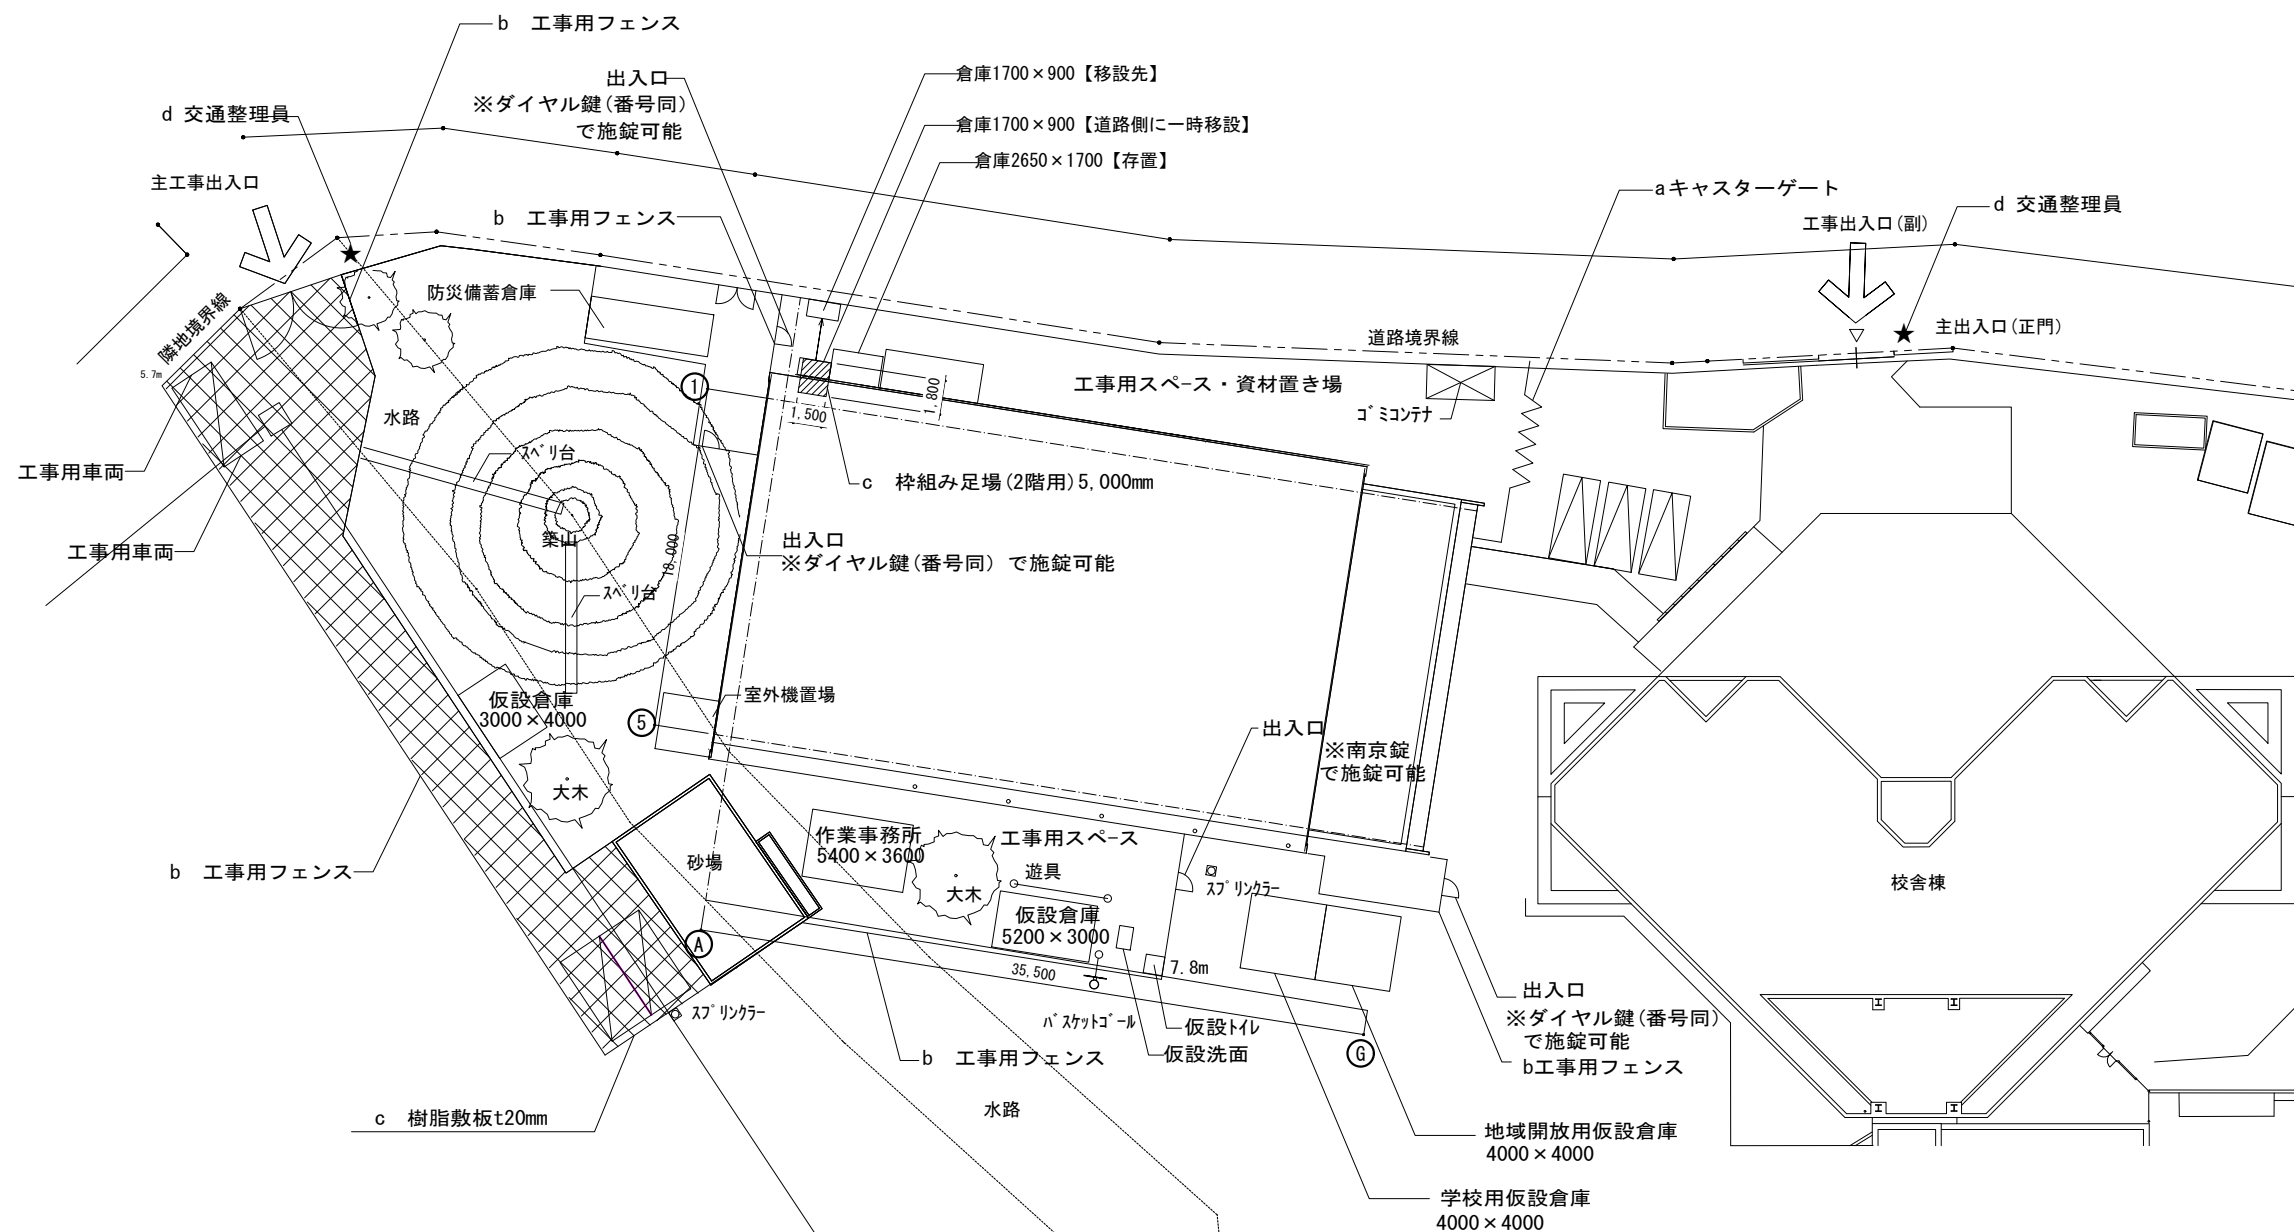 b 工事用フェンス
出入口
※ダイヤル鍵(番号同)
で施錠可能
倉庫1700×900【移設先】
d 交通整理員
倉庫1700×900【道路側に一時移設】
倉庫2650×1700【存置】
主工事出入口
aキャスターゲート
d 交通整理員
b 工事用フェンス
工事出入口(副)
防災備蓄倉庫
隣地境界線
道路境界線
主出入口(正門)
5.7m
1
1,800
工事用スペース・資材置き場
1,500
ゴミコンテナ
水路
スベリ台
工事用車両
c 枠組み足場(2階用)5,000mm
築山
出入口
※ダイヤル鍵(番号同) で施錠可能
工事用車両
18,000
スベリ台
仮設倉庫
3000×4000
室外機置場
5
出入口
※南京錠
で施錠可能
大木
作業事務所
5400×3600
工事用スペース
砂場
遊具
大木
スプリンクラー
b 工事用フェンス
校舎棟
仮設倉庫
5200×3000
A
35,500
7.8m
スプリンクラー
バスケットゴール
仮設トイレ
仮設洗面
G
出入口
※ダイヤル鍵(番号同)
で施錠可能
b工事用フェンス
b 工事用フェンス
水路
c 樹脂敷板t20mm
地域開放用仮設倉庫
4000×4000
学校用仮設倉庫
4000×4000